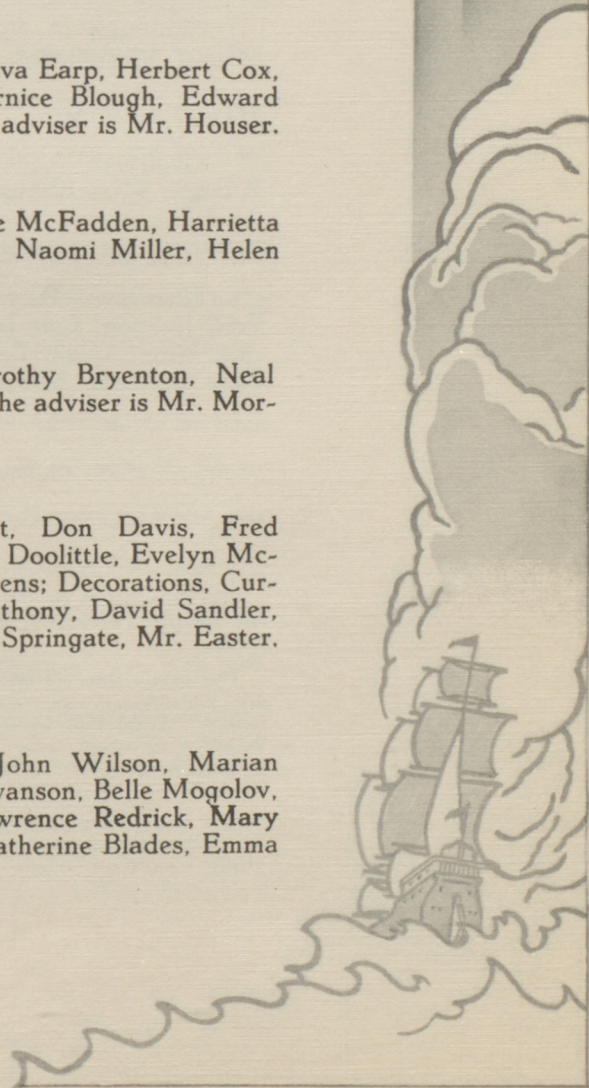 va Earp, Herbert Cox,
rnice Blough, Edward
adviser is Mr. Houser.
e McFadden, Harrietta
Naomi Miller, Helen
rothy Bryenton, Neal
he adviser is Mr. Mor-
t, Don Davis, Fred
Doolittle, Evelyn Mc-
ens; Decorations, Cur-
thony, David Sandler,
Springate, Mr. Easter.
John Wilson, Marian
vanson, Belle Mogolov,
wrence Redrick, Mary
atherine Blades, Emma